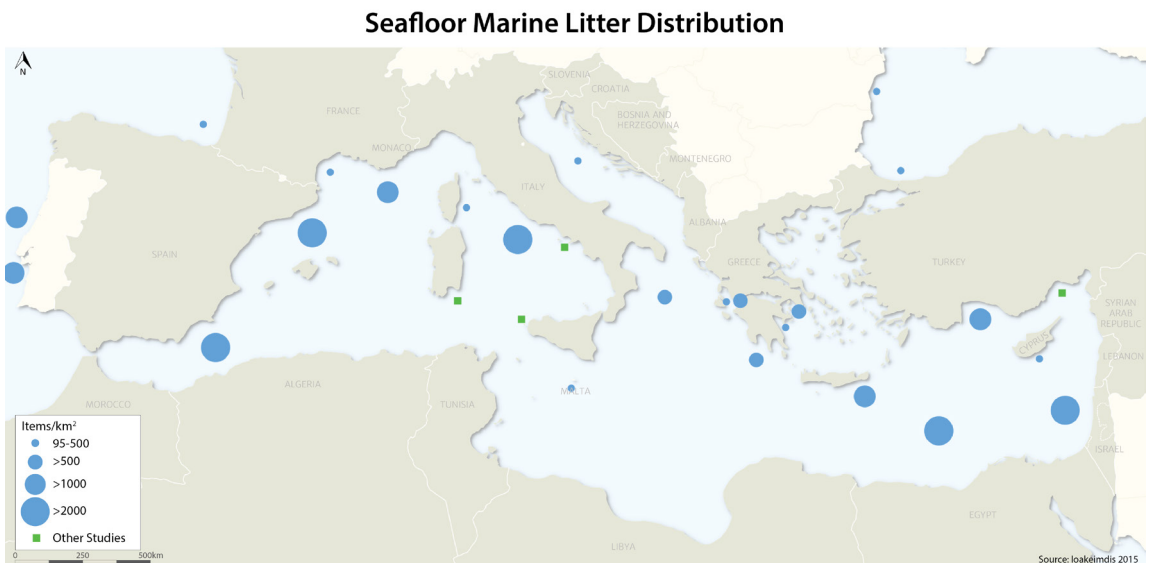 Seafloor Marine Litter Distribution
N
SLOVENIA
CROATIA
FRANCE
BOSNIA AND
HERZEGOVINA
MONACO
MONTENEGRO
ITALY
ALBANIA
SPAIN
GREECE
TURKEY
SYRIAN
ARAB
REPUBLIC
CYPRUS
LEBANON
ALGERIA
MALTA
MOROCCO
TUNISIA
ISRAEL
EGYPT
LIBYA
Items/km²
95-500
>500
>1000
>2000
Other Studies
0 250 500km
Source: Ioakeimdis 2015